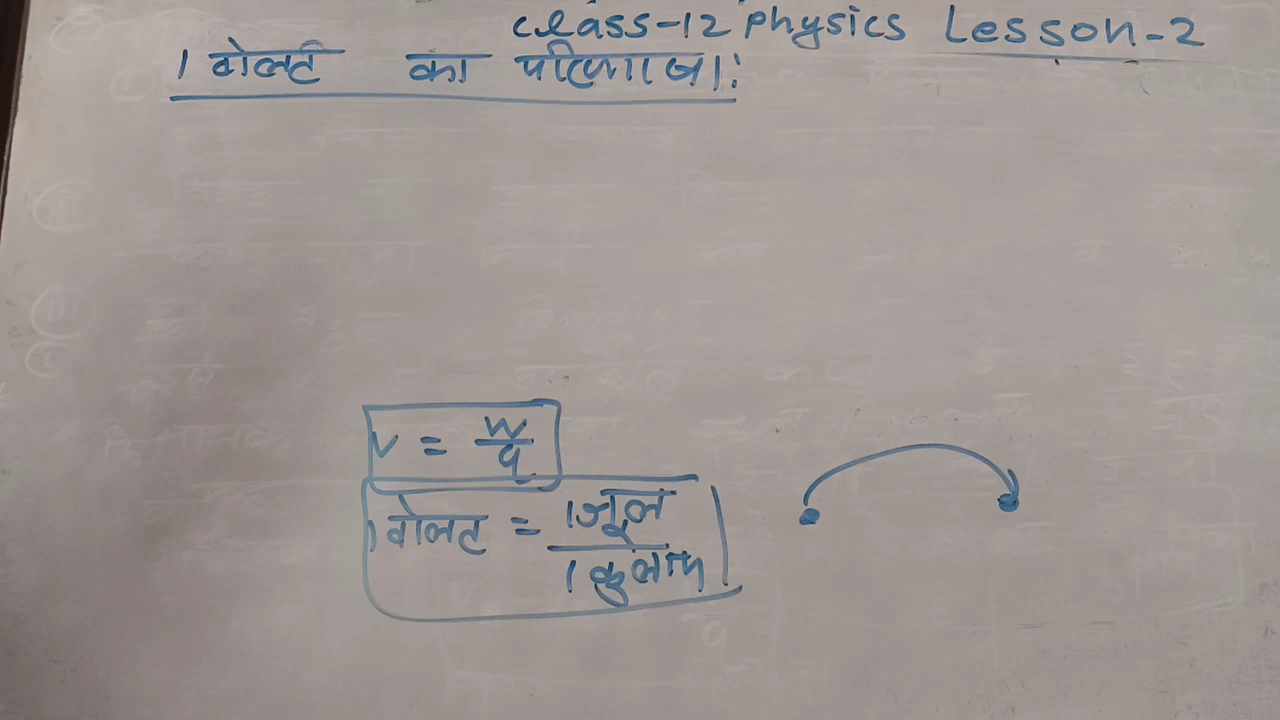 class-12 physics Lesson-2
1 वोल्ट का परिभाषा:
V = W/q
1 वोल्ट = 1 जूल/1 कुलाम